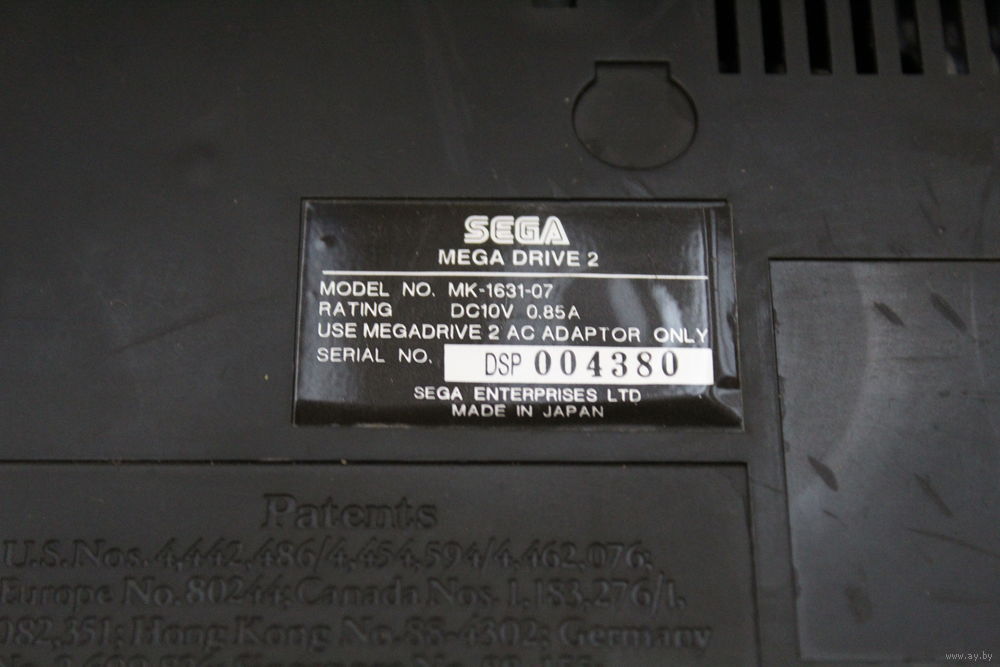 SEGA
MEGA DRIVE 2
MODEL NO. MK-1631-07
RATING DC10V 0.85A
USE MEGADRIVE 2 AC ADAPTOR ONLY
SERIAL NO. DSP 004380
SEGA ENTERPRISES LTD
MADE IN JAPAN
Patents
U.S. Nos. 4,442,486/4,454,594/4,462,076;
Europe No. 80244; Canada Nos. 1,183,276/1,
082,351; Hong Kong No. 88-4302; Germany
www.ay.by